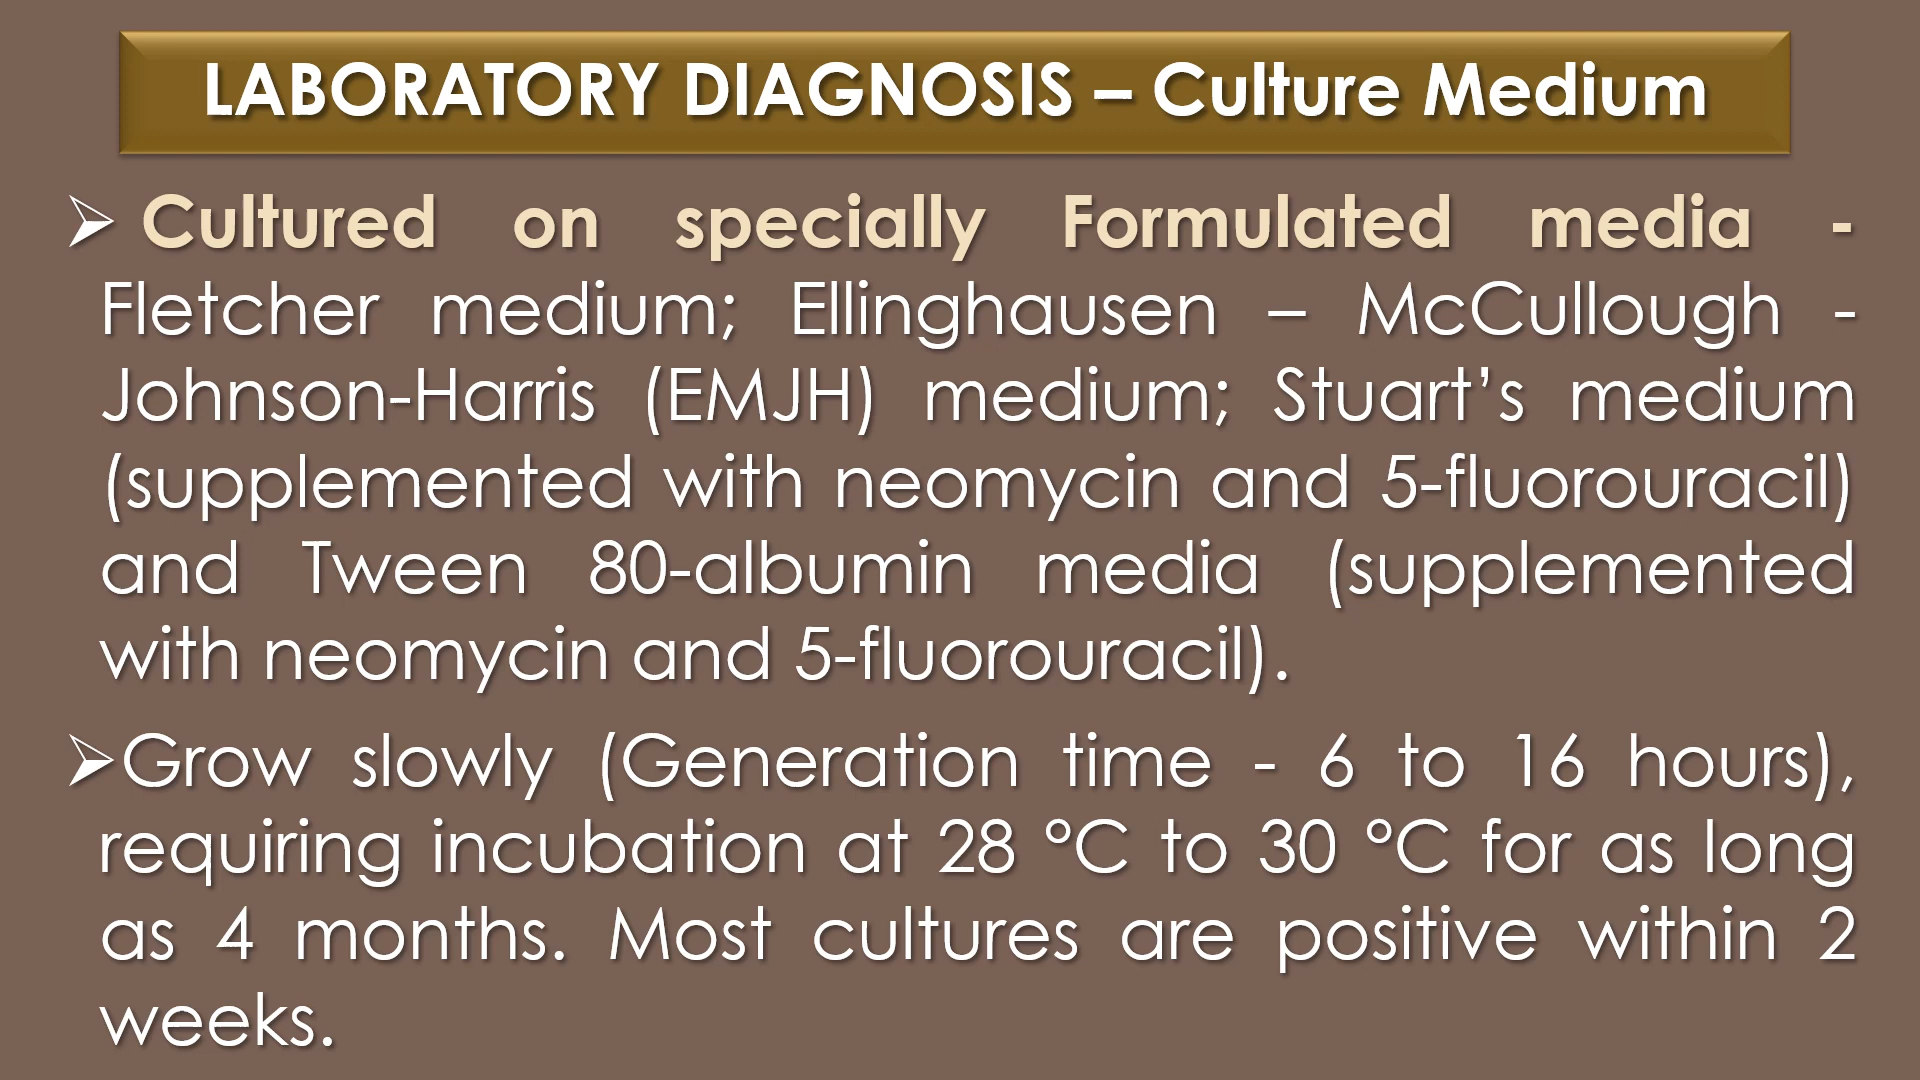 LABORATORY DIAGNOSIS – Culture Medium
➢ Cultured on specially Formulated media -
Fletcher medium; Ellinghausen – McCullough -
Johnson-Harris (EMJH) medium; Stuart’s medium
(supplemented with neomycin and 5-fluorouracil)
and Tween 80-albumin media (supplemented
with neomycin and 5-fluorouracil).
➢Grow slowly (Generation time - 6 to 16 hours),
requiring incubation at 28 °C to 30 °C for as long
as 4 months. Most cultures are positive within 2
weeks.